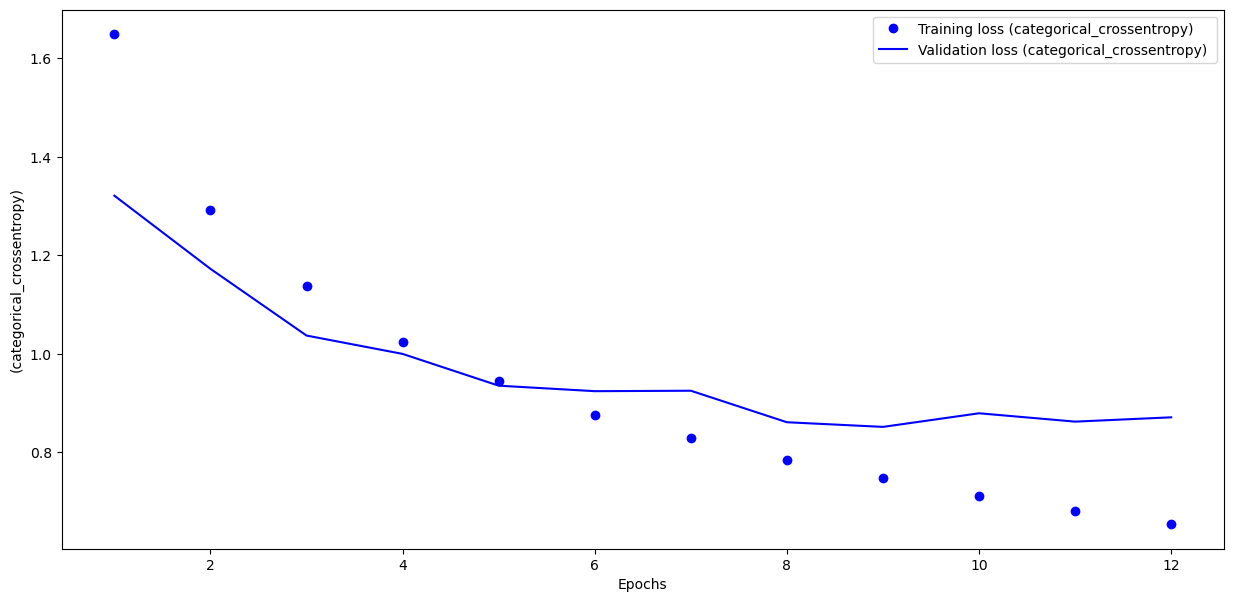 Training loss (categorical_crossentropy)
Validation loss (categorical_crossentropy)
(categorical_crossentropy)
1.6
1.4
1.2
1.0
0.8
2 4 6 8 10 12
Epochs